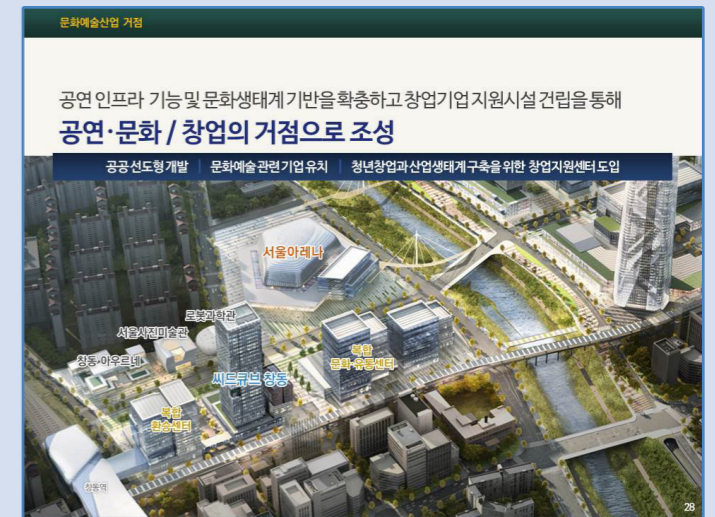 문화예술산업 거점
공연 인프라 기능 및 문화생태계 기반을 확충하고 창업기업 지원시설 건립을 통해
공연·문화 / 창업의 거점으로 조성
공공 선도형 개발 | 문화예술 관련 기업 유치 | 청년창업과 산업생태계 구축을 위한 창업지원센터 도입
서울아레나
로봇과학관
서울사진미술관
창동·아우르네
씨드큐브 창동
복합
문화·유통센터
복합
환승센터
창동역
28